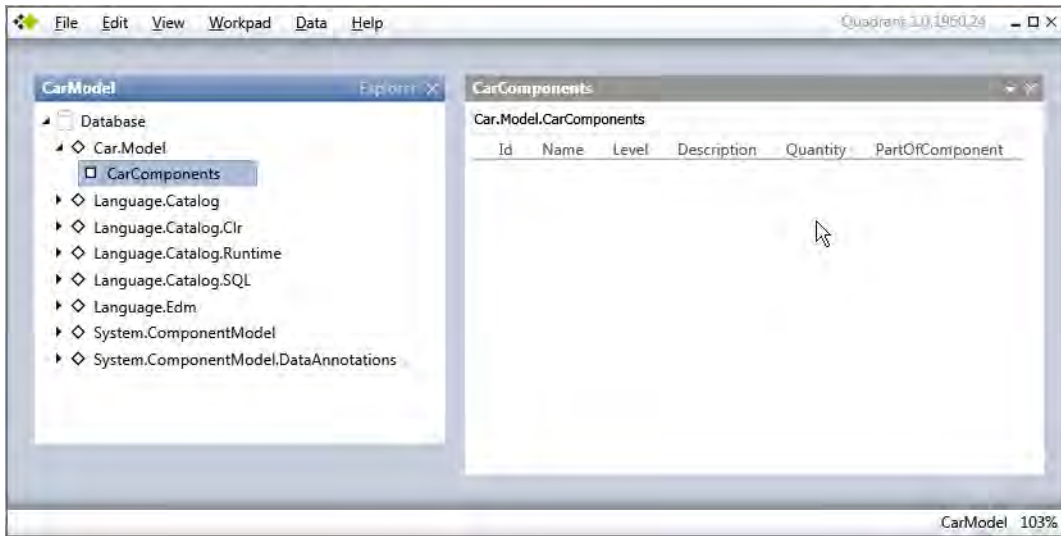 File Edit View Workpad Data Help Quadrant 1.0.1960.24
CarModel Explorer
CarComponents
Database
Car.Model
CarComponents
Language.Catalog
Language.Catalog.Clr
Language.Catalog.Runtime
Language.Catalog.SQL
Language.Edm
System.ComponentModel
System.ComponentModel.DataAnnotations
Car.Model.CarComponents
Id Name Level Description Quantity PartOfComponent
CarModel 103%